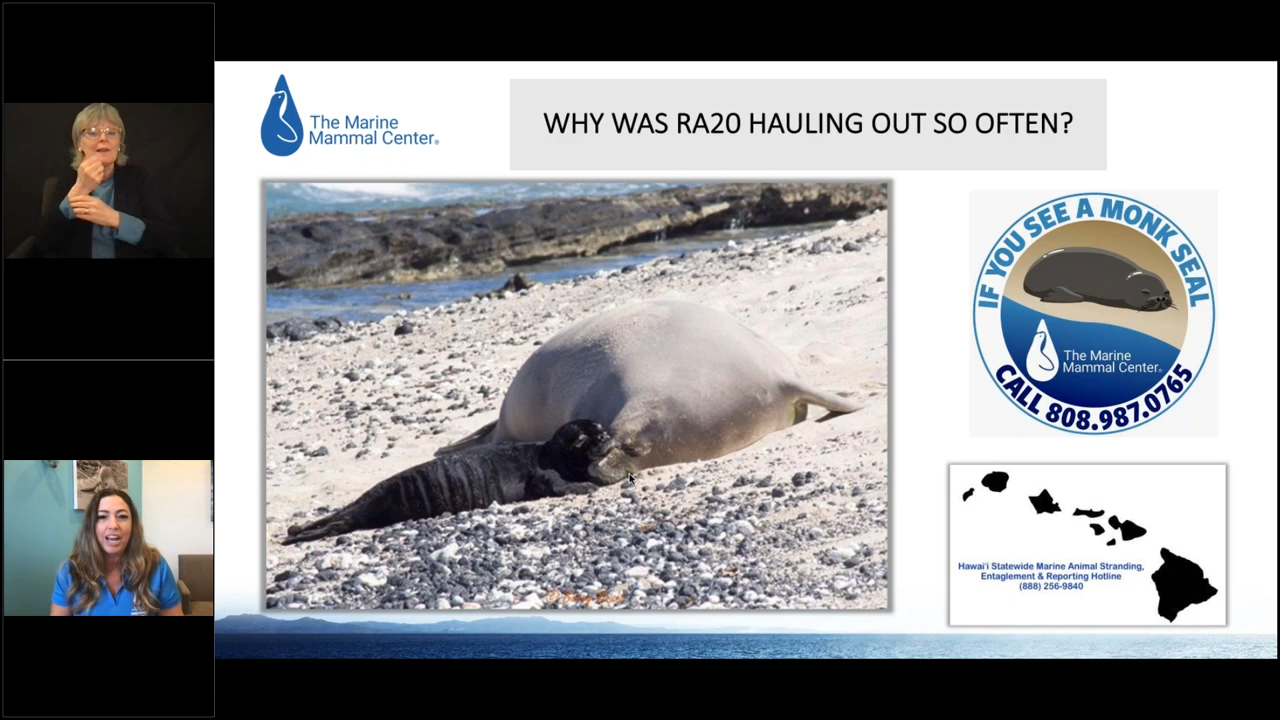 The Marine
Mammal Center®
WHY WAS RA20 HAULING OUT SO OFTEN?
IF YOU SEE A MONK SEAL
The Marine
Mammal Center®
CALL 808.987.0765
Hawai'i Statewide Marine Animal Stranding,
Entaglement & Reporting Hotline
(888) 256-9840